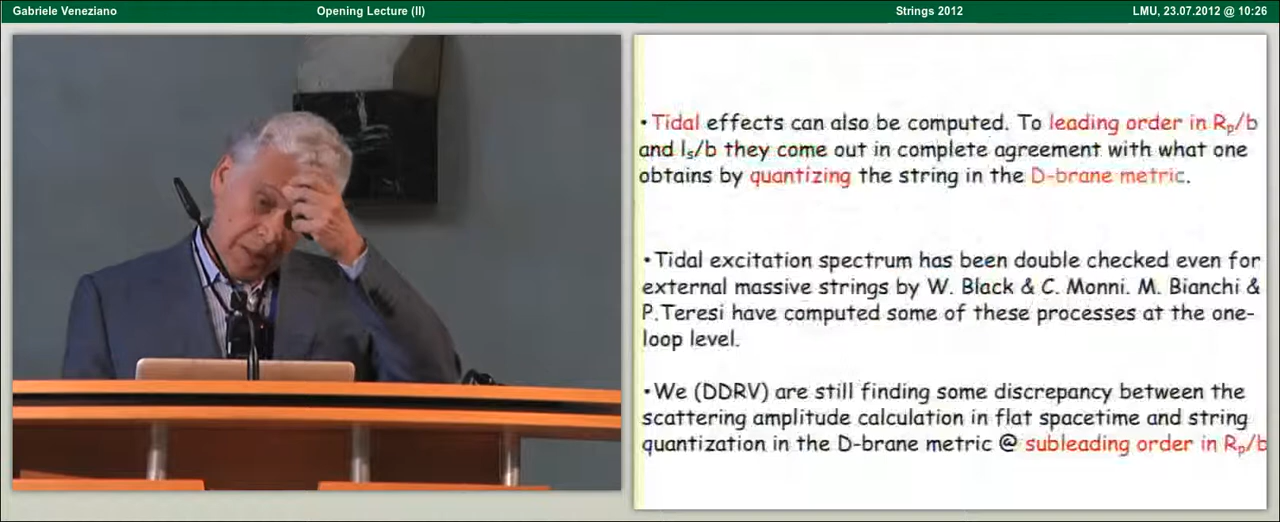 Gabriele Veneziano Opening Lecture (II) Strings 2012 LMU, 23.07.2012 @ 10:26
•Tidal effects can also be computed. To leading order in Rp/b
and ls/b they come out in complete agreement with what one
obtains by quantizing the string in the D-brane metric.
•Tidal excitation spectrum has been double checked even for
external massive strings by W. Black & C. Monni. M. Bianchi &
P.Teresi have computed some of these processes at the one-
loop level.
•We (DDRV) are still finding some discrepancy between the
scattering amplitude calculation in flat spacetime and string
quantization in the D-brane metric @ subleading order in Rp/b